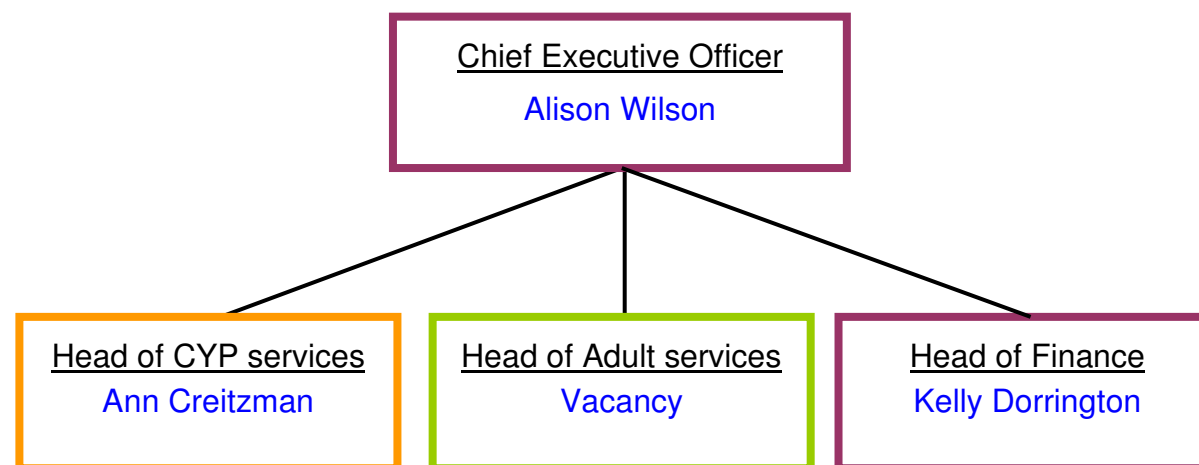 Chief Executive Officer
Alison Wilson
Head of CYP services
Ann Creitzman
Head of Adult services
Vacancy
Head of Finance
Kelly Dorrington